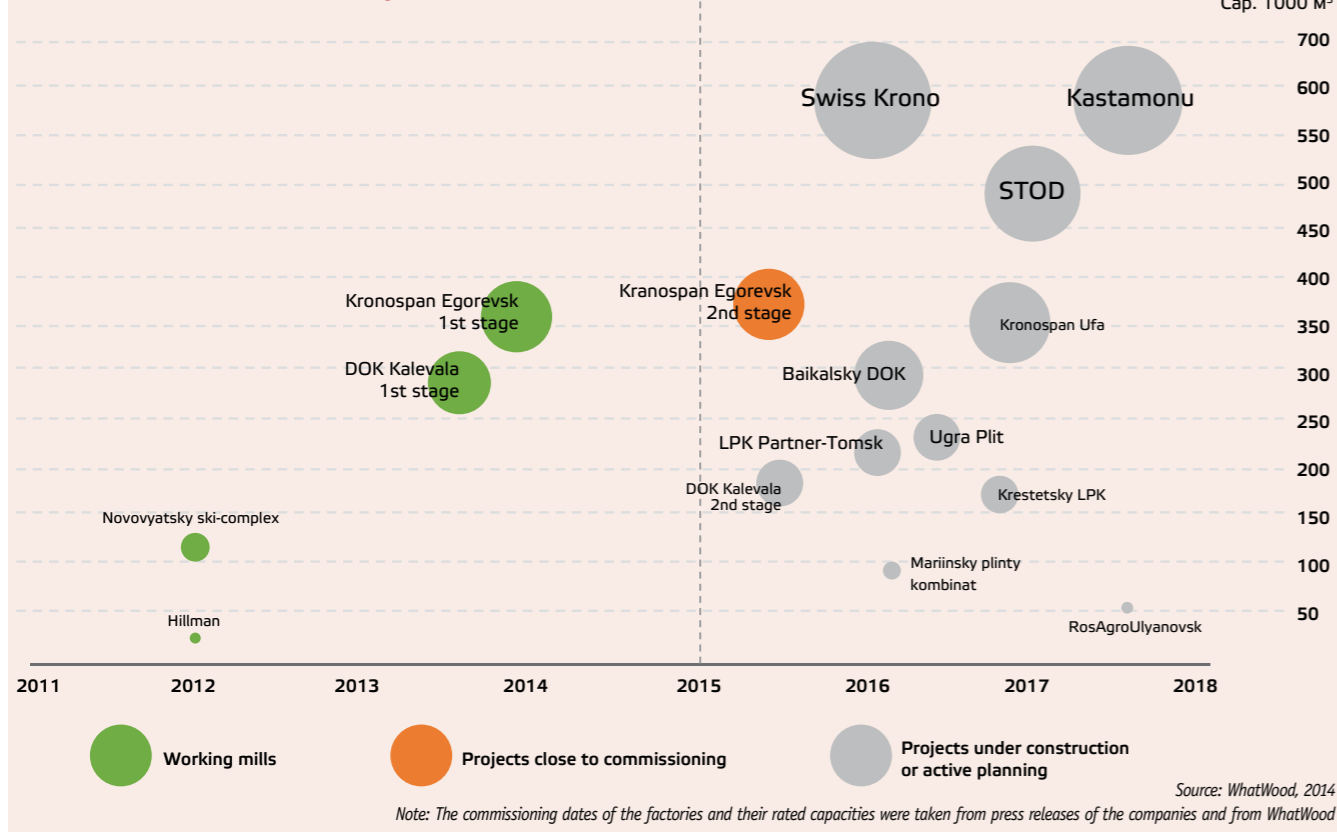 Cap. 1000 м³
700
Swiss Krono
Kastamonu
600
550
STOD
500
450
400
Kronospan Egorevsk
1st stage
Kranospan Egorevsk
2nd stage
Kronospan Ufa
350
DOK Kalevala
1st stage
Baikalsky DOK
300
250
LPK Partner-Tomsk
Ugra Plit
200
DOK Kalevala
2nd stage
Krestetsky LPK
Novovyatsky ski-complex
150
Mariinsky plinty
kombinat
100
50
Hillman
RosAgroUlyanovsk
2011 2012 2013 2014 2015 2016 2017 2018
Working mills
Projects close to commissioning
Projects under construction
or active planning
Source: WhatWood, 2014
Note: The commissioning dates of the factories and their rated capacities were taken from press releases of the companies and from WhatWood